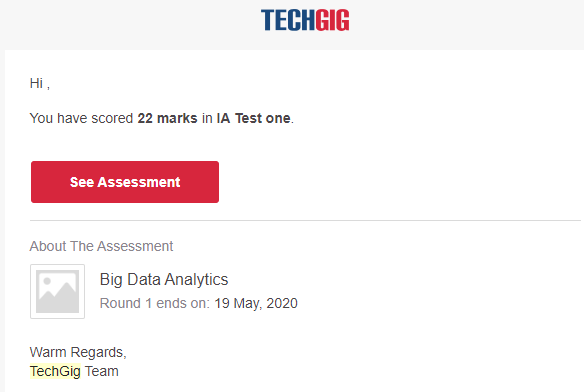 TECHGIG
Hi ,
You have scored 22 marks in IA Test one.
See Assessment
About The Assessment
Big Data Analytics
Round 1 ends on: 19 May, 2020
Warm Regards,
TechGig Team